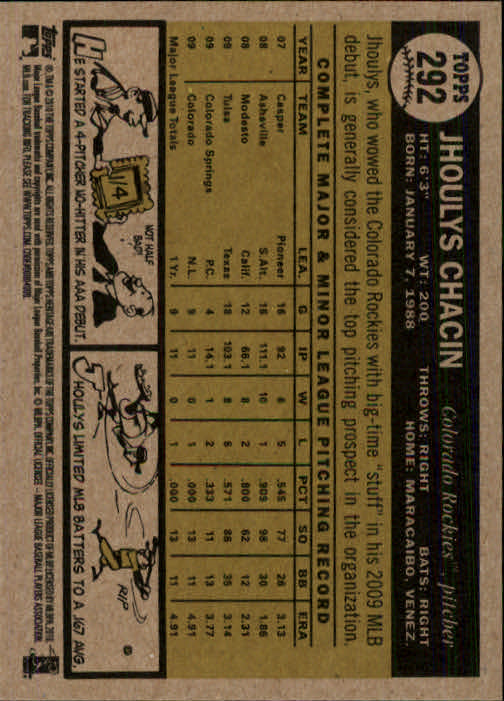 TOPPS
292
JHOULYS CHACIN
Colorado Rockies™, pitcher
HT: 6'3" WT: 200 THROWS: RIGHT BATS: RIGHT
BORN: JANUARY 7, 1988 HOME: MARACAIBO, VENEZ.
Jhoulys, who wowed the Colorado Rockies with big-time "stuff" in his 2009 MLB
debut, is generally considered the top pitching prospect in the organization.
COMPLETE MAJOR & MINOR LEAGUE PITCHING RECORD
YEAR TEAM LEA. G IP W L PCT SO BB ERA
07 Casper Pioneer 16 92 6 5 .545 77 26 3.13
08 Asheville S.Atl. 16 111.1 10 1 .909 98 30 1.86
08 Modesto Calif. 12 66.1 8 2 .800 62 12 2.31
09 Tulsa Texas 18 103.1 8 6 .571 86 35 3.14
09 Colorado Springs P.C. 4 14.1 1 2 .333 13 11 3.77
09 Colorado N.L. 9 11 0 1 .000 13 11 4.91
Major League Totals 1 Yr. 9 11 0 1 .000 13 11 4.91
4
NOT HALF
BAD!!
HE STARTED A 4-PITCHER NO-HITTER IN HIS AAA DEBUT.
RIP
JHOULYS LIMITED MLB BATTERS TO A .167 AVG.
TOPPS